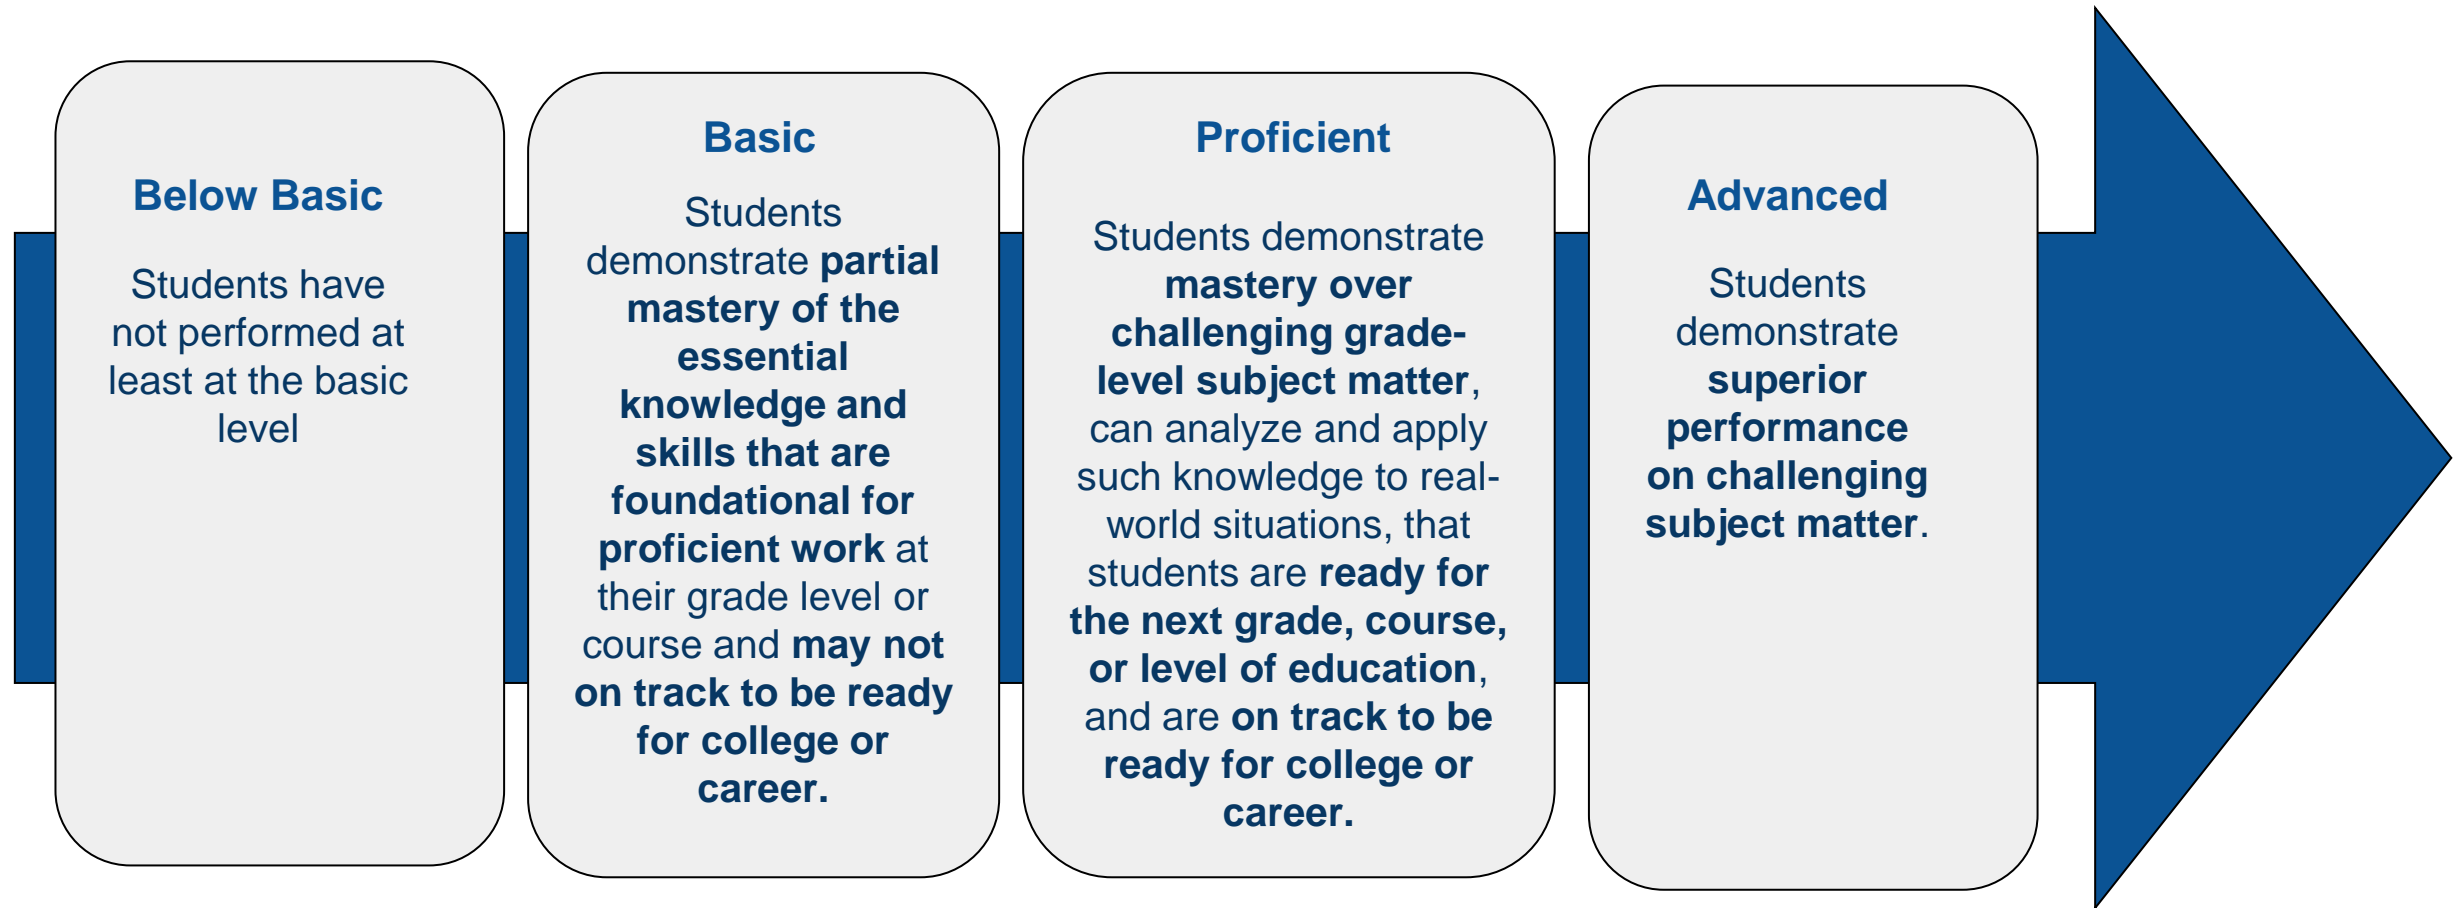 Below Basic
Students have
not performed at
least at the basic
level
Basic
Students
demonstrate partial
mastery of the
essential
knowledge and
skills that are
foundational for
proficient work at
their grade level or
course and may not
on track to be ready
for college or
career.
Proficient
Students demonstrate
mastery over
challenging grade-
level subject matter,
can analyze and apply
such knowledge to real-
world situations, that
students are ready for
the next grade, course,
or level of education,
and are on track to be
ready for college or
career.
Advanced
Students
demonstrate
superior
performance
on challenging
subject matter.